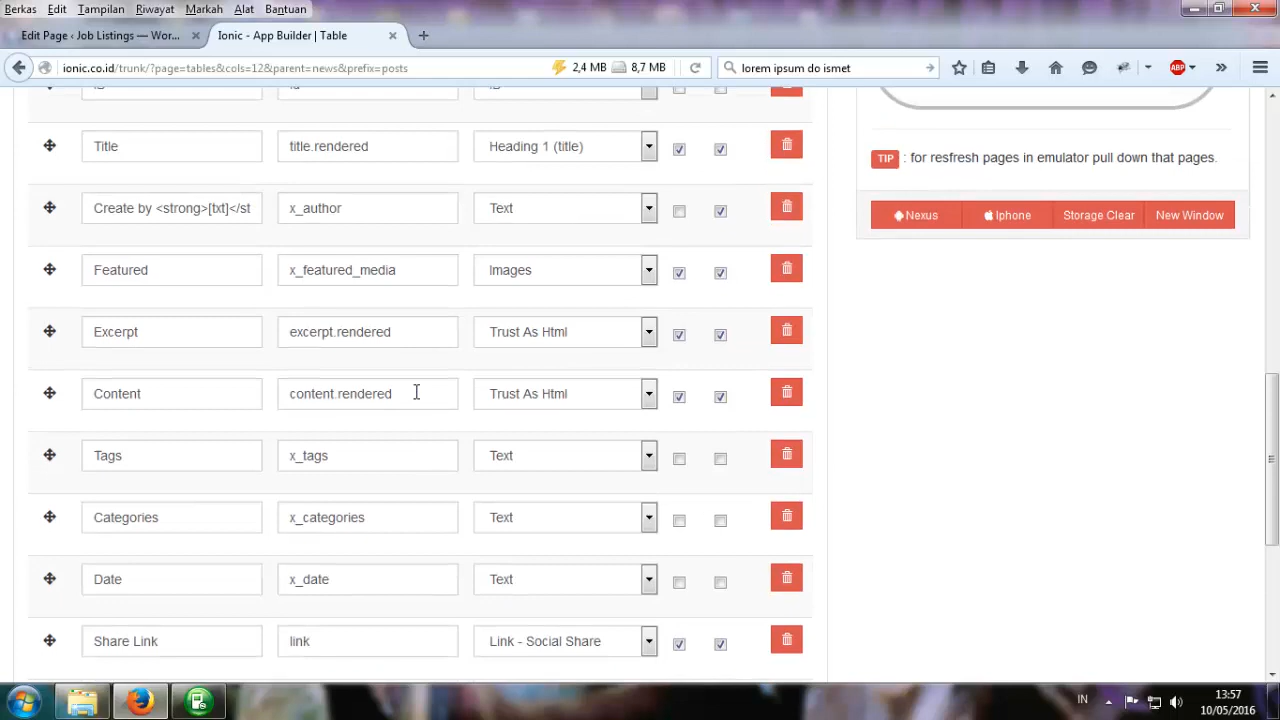 Berkas Edit Tampilan Riwayat Markah Alat Bantuan
Edit Page ‹ Job Listings — Wor... × Ionic - App Builder | Table × +
ionic.co.id/trunk/?page=tables&cols=12&parent=news&prefix=posts 2,4 MB 8,7 MB lorem ipsum do ismet ABP
Title title.rendered Heading 1 (title)
TIP : for resfresh pages in emulator pull down that pages.
Create by <strong>[txt]</st x_author Text
Nexus Iphone Storage Clear New Window
Featured x_featured_media Images
Excerpt excerpt.rendered Trust As Html
Content content.rendered Trust As Html
Tags x_tags Text
Categories x_categories Text
Date x_date Text
Share Link link Link - Social Share
IN 13:57
10/05/2016